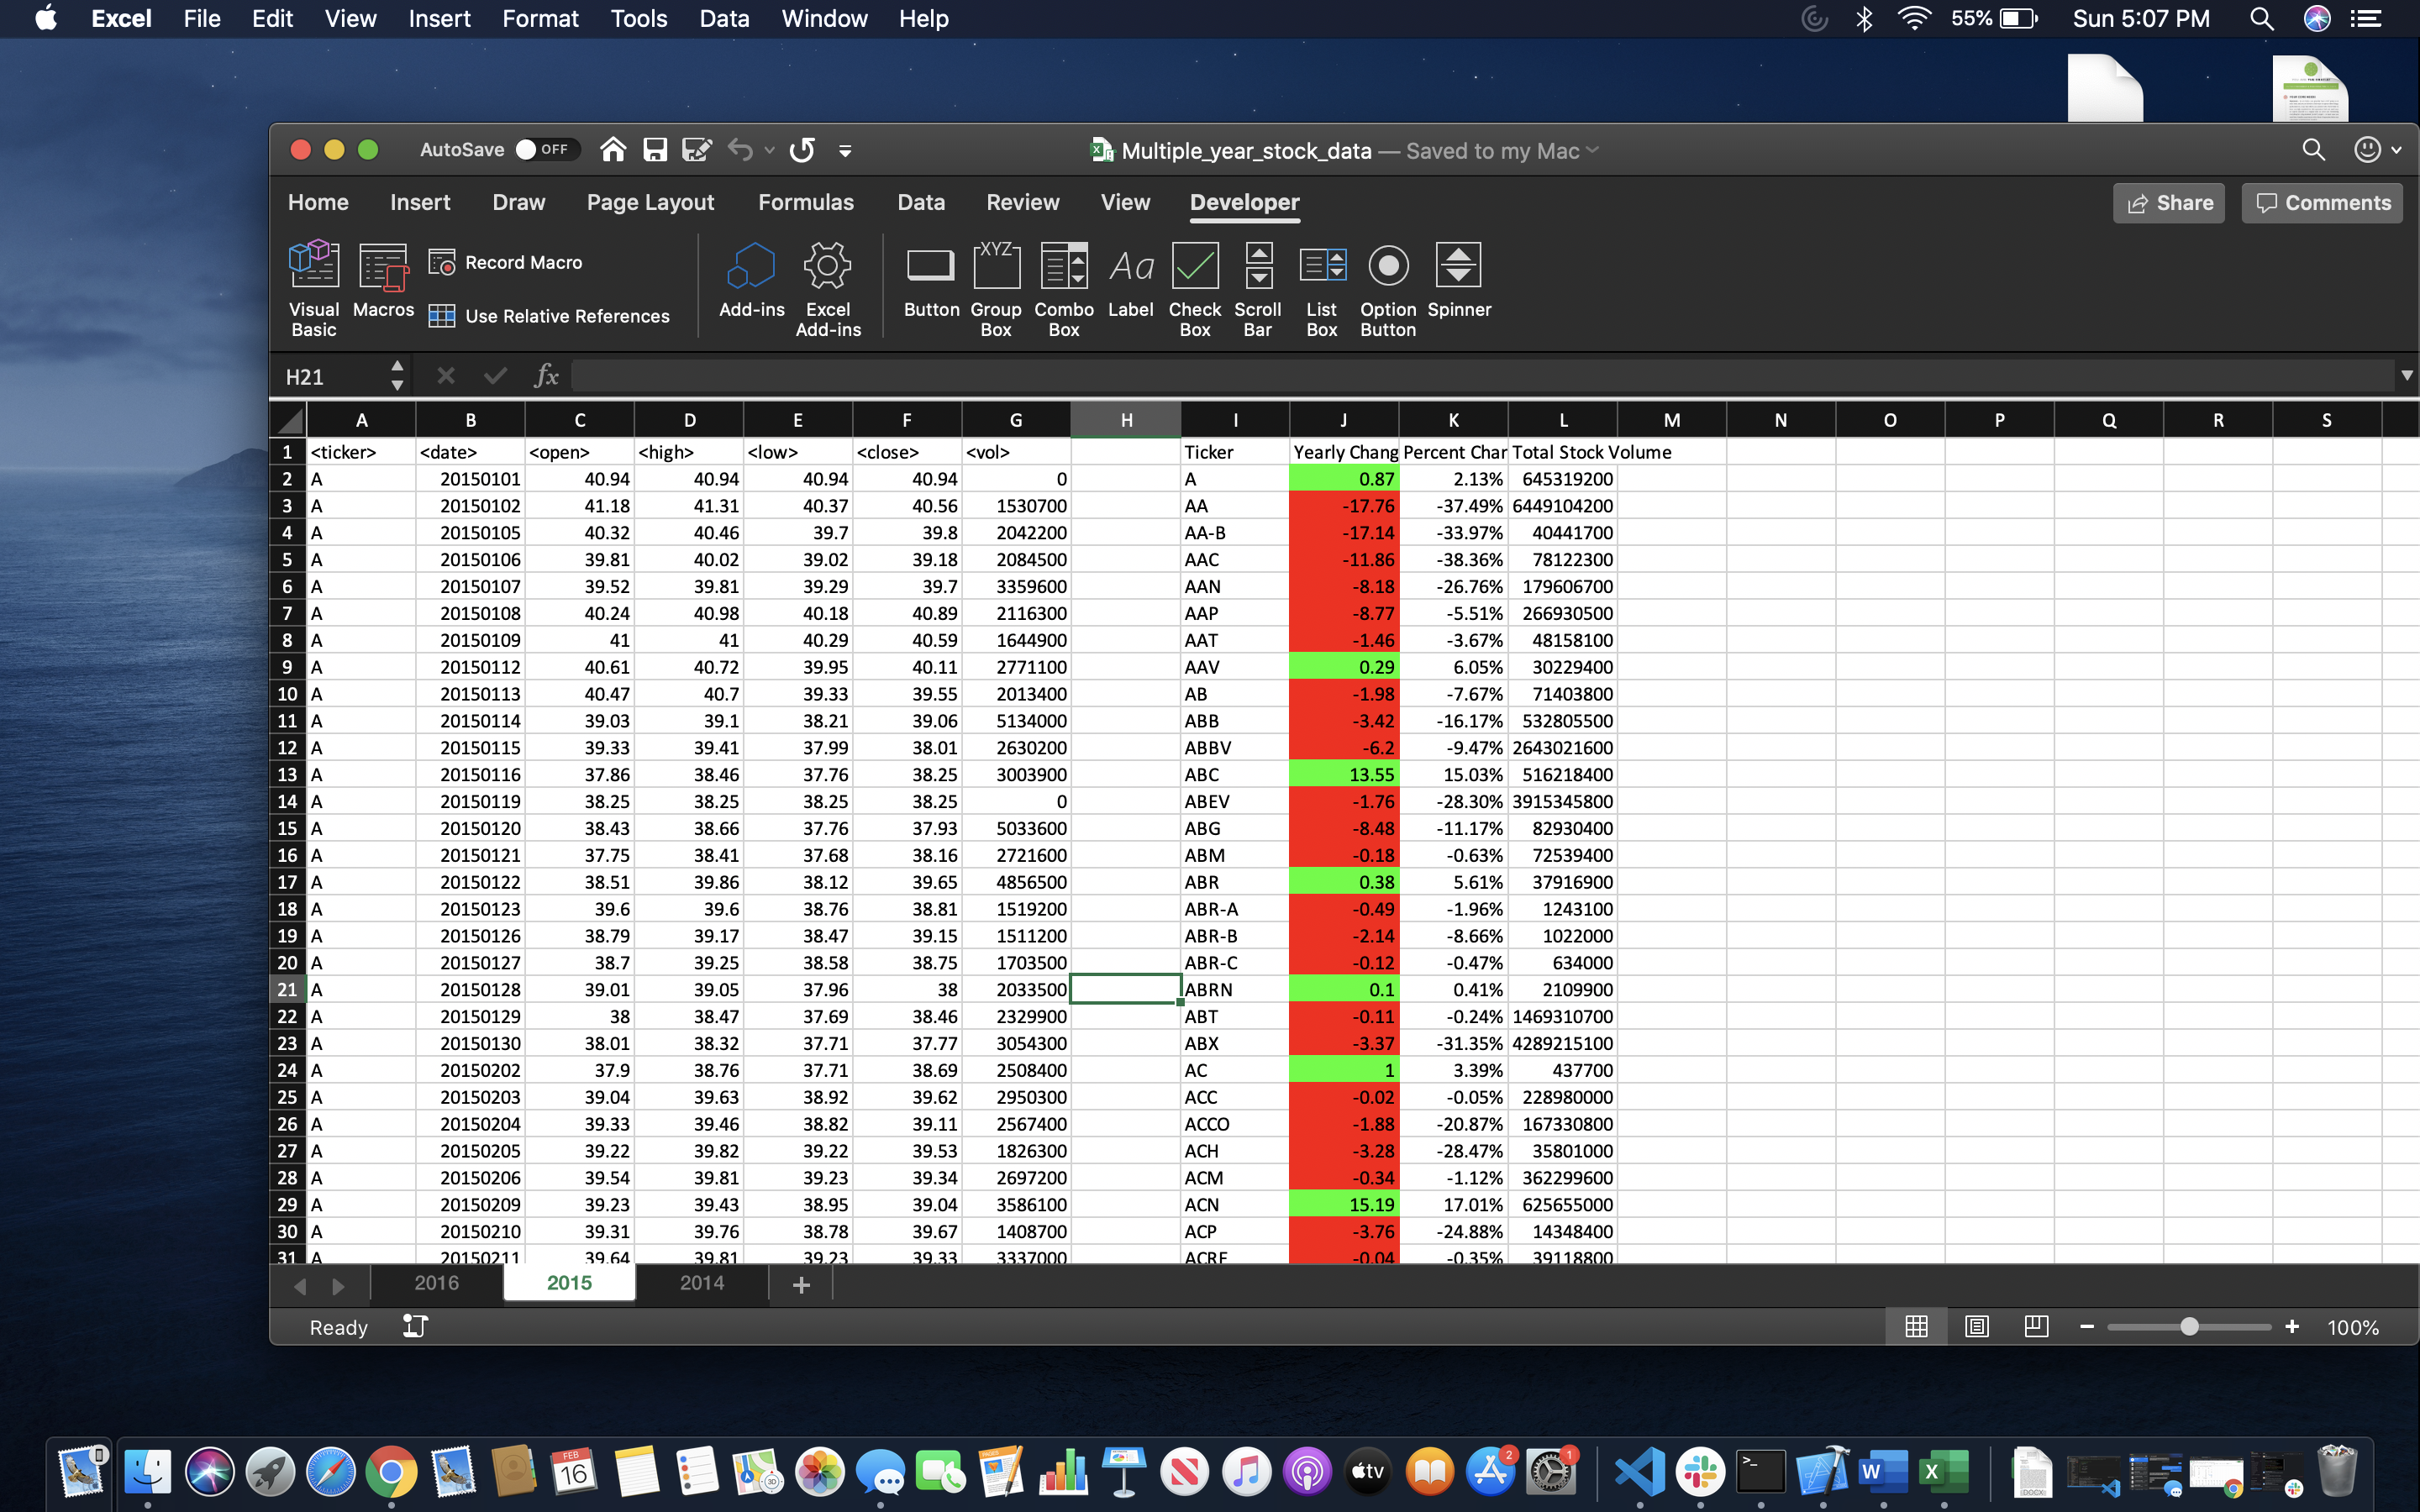 Excel File Edit View Insert Format Tools Data Window Help 55% Sun 5:07 PM
AutoSave OFF Multiple_year_stock_data — Saved to my Mac
Home Insert Draw Page Layout Formulas Data Review View Developer Share Comments
Visual Basic Macros Record Macro Use Relative References Add-ins Excel Add-ins Button Group Box Combo Box Label Check Box Scroll Bar List Box Option Button Spinner
H21 fx
A B C D E F G H I J K L M N O P Q R S
1 <ticker> <date> <open> <high> <low> <close> <vol> Ticker Yearly Chang Percent Char Total Stock Volume
2 A 20150101 40.94 40.94 40.94 40.94 0 A 0.87 2.13% 645319200
3 A 20150102 41.18 41.31 40.37 40.56 1530700 AA -17.76 -37.49% 6449104200
4 A 20150105 40.32 40.46 39.7 39.8 2042200 AA-B -17.14 -33.97% 40441700
5 A 20150106 39.81 40.02 39.02 39.18 2084500 AAC -11.86 -38.36% 78122300
6 A 20150107 39.52 39.81 39.29 39.7 3359600 AAN -8.18 -26.76% 179606700
7 A 20150108 40.24 40.98 40.18 40.89 2116300 AAP -8.77 -5.51% 266930500
8 A 20150109 41 41 40.29 40.59 1644900 AAT -1.46 -3.67% 48158100
9 A 20150112 40.61 40.72 39.95 40.11 2771100 AAV 0.29 6.05% 30229400
10 A 20150113 40.47 40.7 39.33 39.55 2013400 AB -1.98 -7.67% 71403800
11 A 20150114 39.03 39.1 38.21 39.06 5134000 ABB -3.42 -16.17% 532805500
12 A 20150115 39.33 39.41 37.99 38.01 2630200 ABBV -6.2 -9.47% 2643021600
13 A 20150116 37.86 38.46 37.76 38.25 3003900 ABC 13.55 15.03% 516218400
14 A 20150119 38.25 38.25 38.25 38.25 0 ABEV -1.76 -28.30% 3915345800
15 A 20150120 38.43 38.66 37.76 37.93 5033600 ABG -8.48 -11.17% 82930400
16 A 20150121 37.75 38.41 37.68 38.16 2721600 ABM -0.18 -0.63% 72539400
17 A 20150122 38.51 39.86 38.12 39.65 4856500 ABR 0.38 5.61% 37916900
18 A 20150123 39.6 39.6 38.76 38.81 1519200 ABR-A -0.49 -1.96% 1243100
19 A 20150126 38.79 39.17 38.47 39.15 1511200 ABR-B -2.14 -8.66% 1022000
20 A 20150127 38.7 39.25 38.58 38.75 1703500 ABR-C -0.12 -0.47% 634000
21 A 20150128 39.01 39.05 37.96 38 2033500 ABRN 0.1 0.41% 2109900
22 A 20150129 38 38.47 37.69 38.46 2329900 ABT -0.11 -0.24% 1469310700
23 A 20150130 38.01 38.32 37.71 37.77 3054300 ABX -3.37 -31.35% 4289215100
24 A 20150202 37.9 38.76 37.71 38.69 2508400 AC 1 3.39% 437700
25 A 20150203 39.04 39.63 38.92 39.62 2950300 ACC -0.02 -0.05% 228980000
26 A 20150204 39.33 39.46 38.82 39.11 2567400 ACCO -1.88 -20.87% 167330800
27 A 20150205 39.22 39.82 39.22 39.53 1826300 ACH -3.28 -28.47% 35801000
28 A 20150206 39.54 39.81 39.23 39.34 2697200 ACM -0.34 -1.12% 362299600
29 A 20150209 39.23 39.43 38.95 39.04 3586100 ACN 15.19 17.01% 625655000
30 A 20150210 39.31 39.76 38.78 39.67 1408700 ACP -3.76 -24.88% 14348400
31 A 20150211 39.64 39.81 39.23 39.33 3337000 ACRE -0.04 -0.35% 39118800
2016 2015 2014 +
Ready 100%
FEB 16 PAGES tv 2 1 W X DOCX